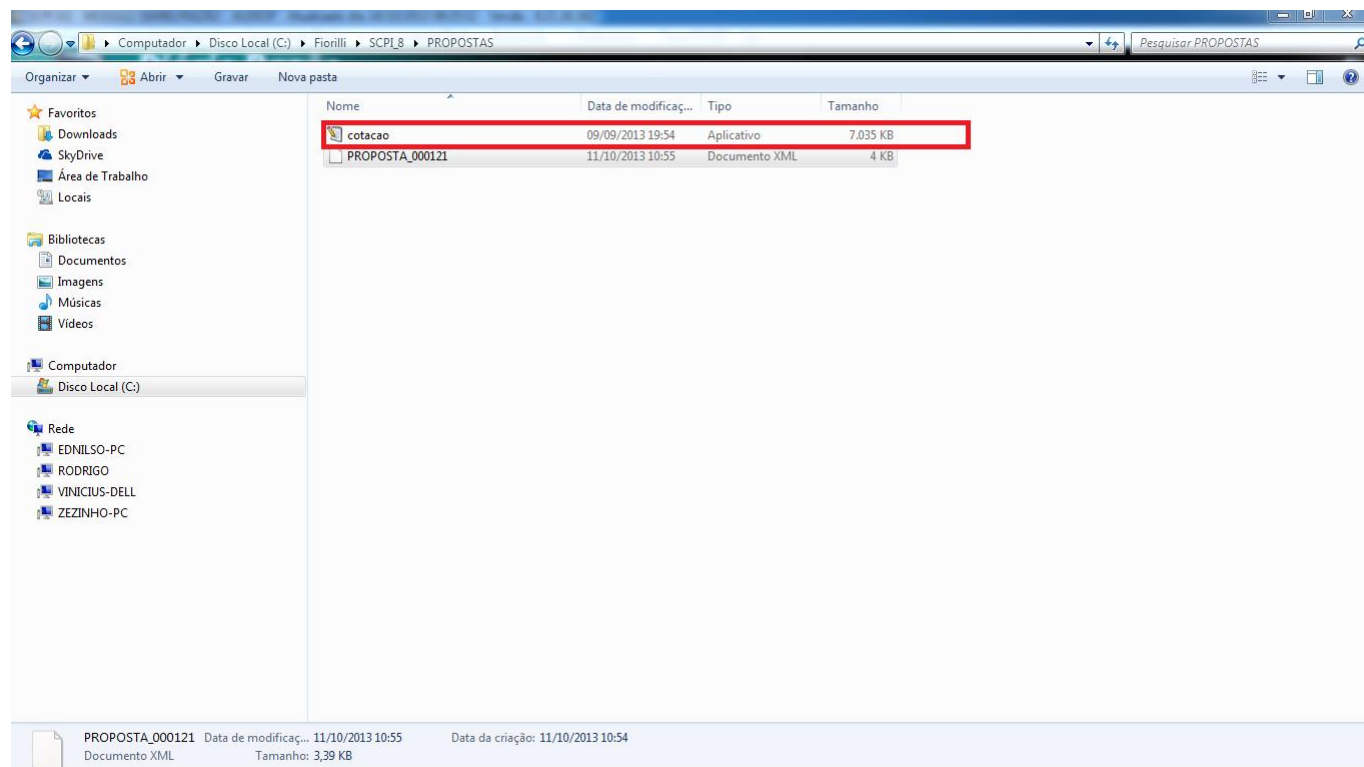 Computador Disco Local (C:) Fiorilli SCPI_8 PROPOSTAS
Pesquisar PROPOSTAS
Organizar Abrir Gravar Nova pasta
Favoritos
Downloads
SkyDrive
Área de Trabalho
Locais
Bibliotecas
Documentos
Imagens
Músicas
Vídeos
Computador
Disco Local (C:)
Rede
EDNILSO-PC
RODRIGO
VINICIUS-DELL
ZEZINHO-PC
Nome Data de modificaç... Tipo Tamanho
cotacao 09/09/2013 19:54 Aplicativo 7.035 KB
PROPOSTA_000121 11/10/2013 10:55 Documento XML 4 KB
PROPOSTA_000121 Data de modificaç... 11/10/2013 10:55 Data da criação: 11/10/2013 10:54
Documento XML Tamanho: 3,39 KB